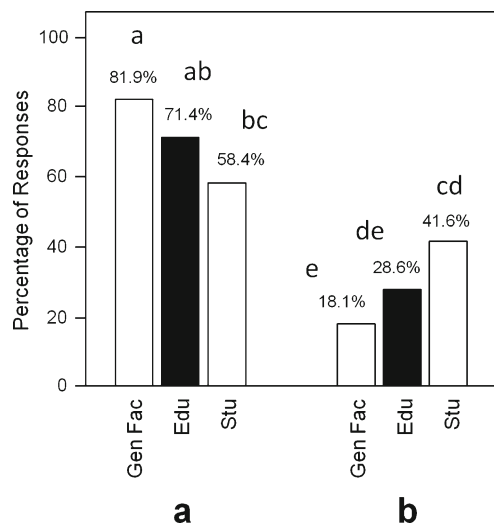 Percentage of Responses
100
80
60
40
20
0
a
81.9%
ab
71.4%
bc
58.4%
e
18.1%
de
28.6%
cd
41.6%
Gen Fac
Edu
Stu
Gen Fac
Edu
Stu
a
b